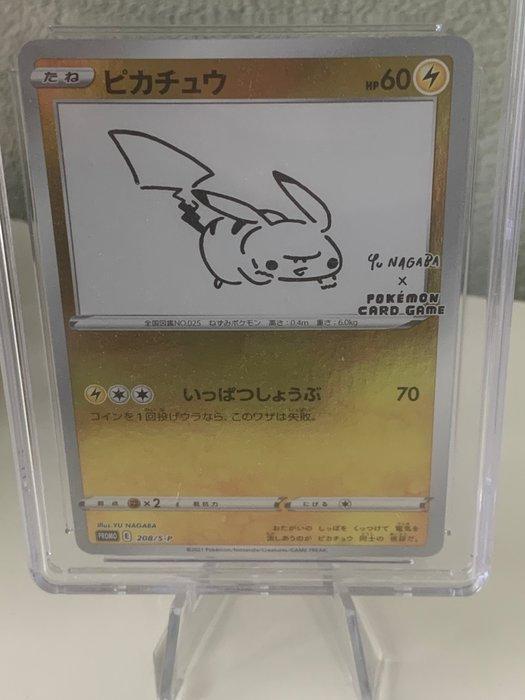 たね ピカチュウ HP60
Yu NAGABA
×
POKÉMON
CARD GAME
全国図鑑NO.025 ねずみポケモン 高さ:0.4m 重さ:6.0kg
いっぱつしょうぶ 70
コインを1回投げウラなら、このワザは失敗。
弱点 ×2 抵抗力 にげる
illus. YU NAGABA
PROMO E 208/S-P
おたがいの しっぽを くっつけて 電気を
流しあうのが ピカチュウ 同士の 挨拶だ。
©2021 Pokémon/Nintendo/Creatures/GAME FREAK.